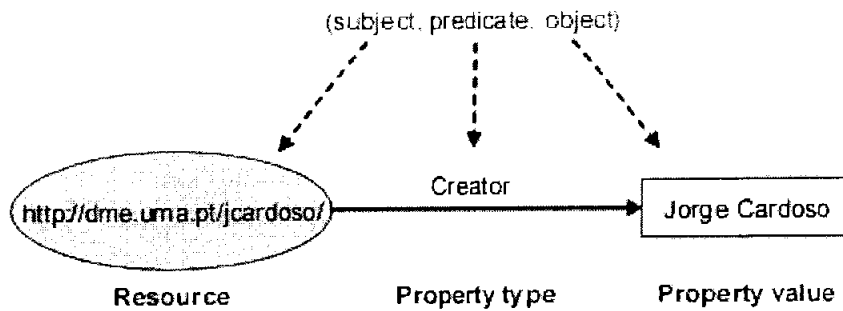 (subject, predicate, object)
Creator
http://dme.uma.pt/jcardoso/
Jorge Cardoso
Resource
Property type
Property value